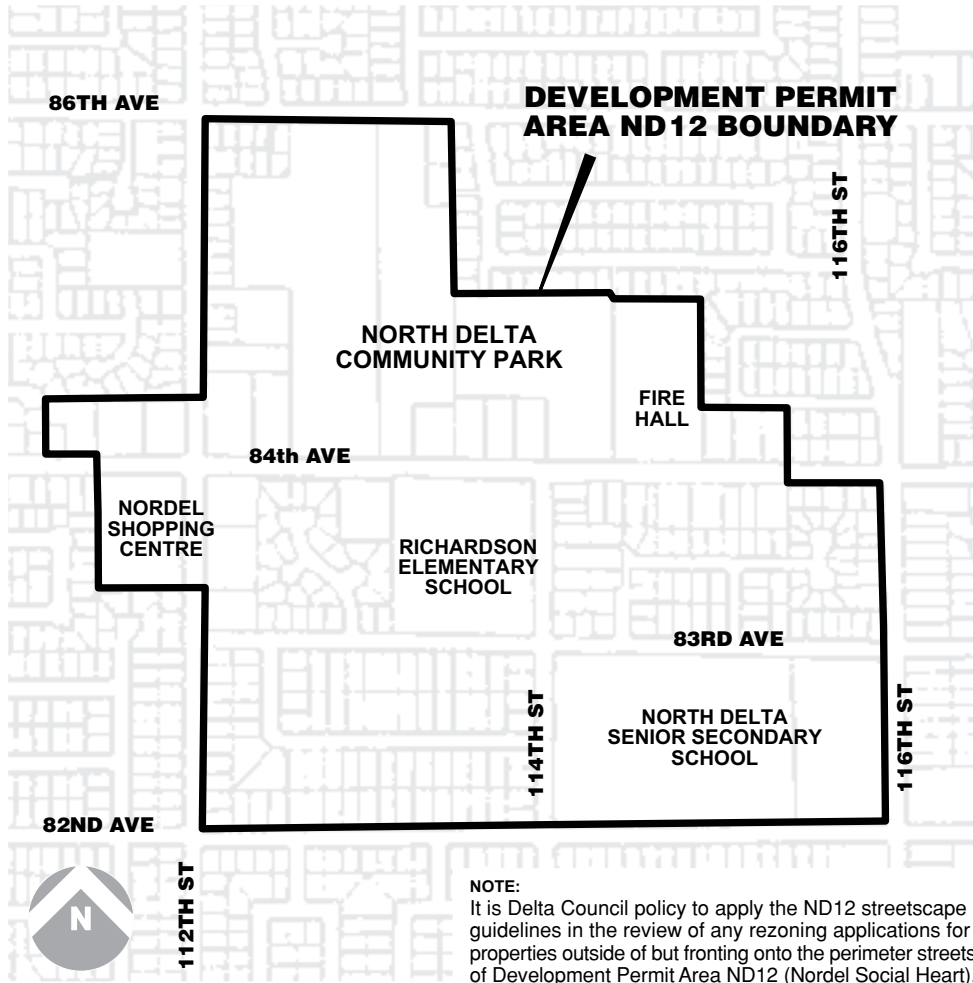 86TH AVE
DEVELOPMENT PERMIT
AREA ND12 BOUNDARY
116TH ST
NORTH DELTA
COMMUNITY PARK
FIRE
HALL
84th AVE
NORDEL
SHOPPING
CENTRE
RICHARDSON
ELEMENTARY
SCHOOL
83RD AVE
114TH ST
NORTH DELTA
SENIOR SECONDARY
SCHOOL
116TH ST
82ND AVE
N
112TH ST
NOTE:
It is Delta Council policy to apply the ND12 streetscape
guidelines in the review of any rezoning applications for
properties outside of but fronting onto the perimeter streets
of Development Permit Area ND12 (Nordel Social Heart).